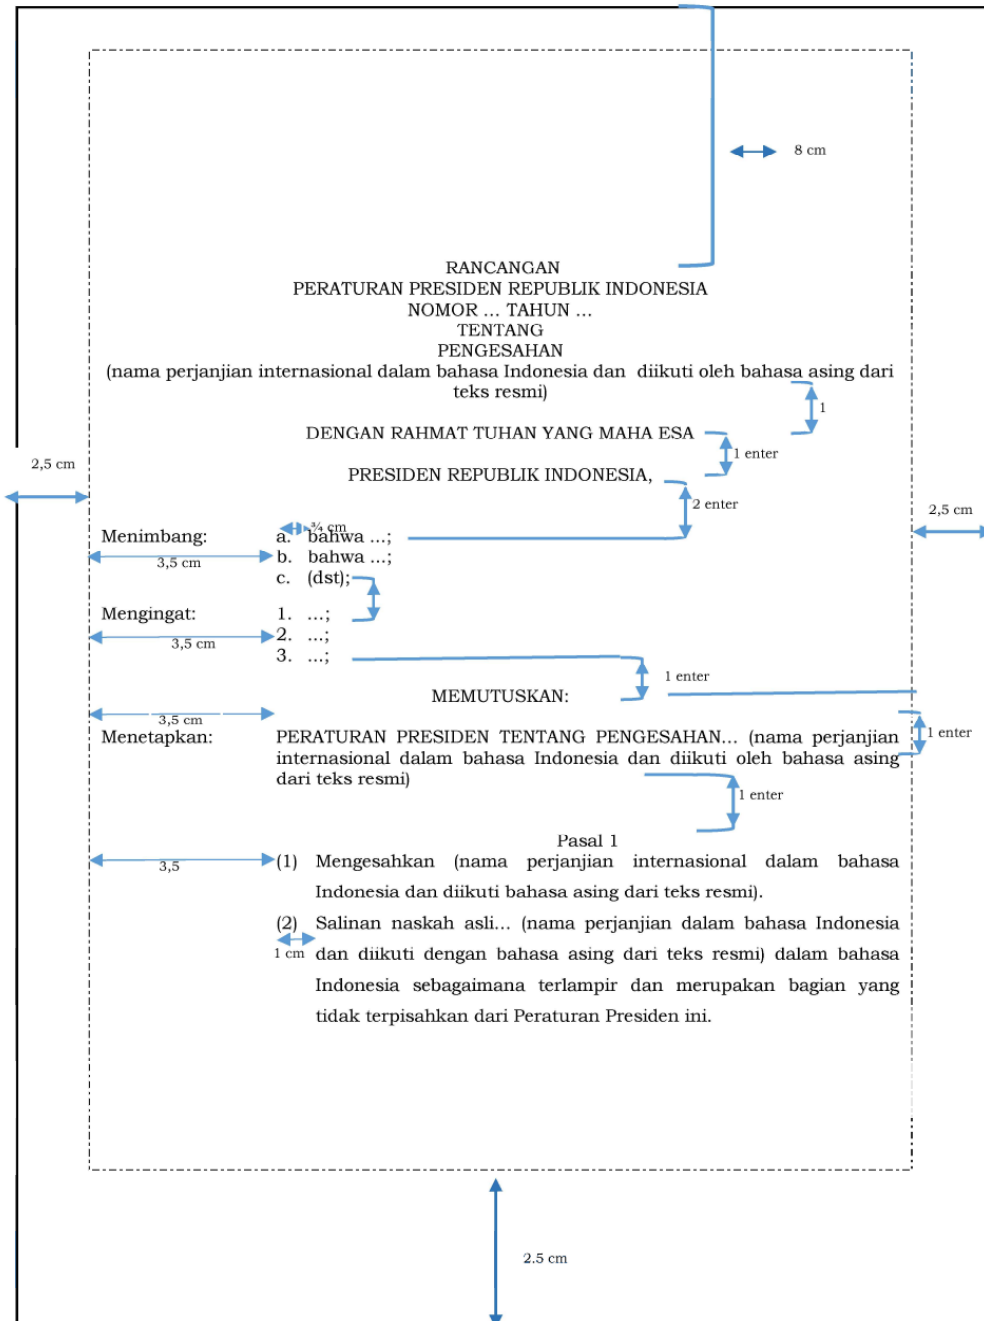 8 cm
RANCANGAN
PERATURAN PRESIDEN REPUBLIK INDONESIA
NOMOR ... TAHUN ...
TENTANG
PENGESAHAN
(nama perjanjian internasional dalam bahasa Indonesia dan diikuti oleh bahasa asing dari
teks resmi)
1
DENGAN RAHMAT TUHAN YANG MAHA ESA
1 enter
2,5 cm
PRESIDEN REPUBLIK INDONESIA,
2 enter
2,5 cm
¾ cm
Menimbang: a. bahwa ...;
3,5 cm
b. bahwa ...;
c. (dst);
Mengingat: 1. ...;
2. ...;
3,5 cm
3. ...;
1 enter
MEMUTUSKAN:
3,5 cm
1 enter
Menetapkan: PERATURAN PRESIDEN TENTANG PENGESAHAN... (nama perjanjian
internasional dalam bahasa Indonesia dan diikuti oleh bahasa asing
dari teks resmi)
1 enter
Pasal 1
3,5
(1) Mengesahkan (nama perjanjian internasional dalam bahasa
Indonesia dan diikuti bahasa asing dari teks resmi).
(2) Salinan naskah asli... (nama perjanjian dalam bahasa Indonesia
1 cm
dan diikuti dengan bahasa asing dari teks resmi) dalam bahasa
Indonesia sebagaimana terlampir dan merupakan bagian yang
tidak terpisahkan dari Peraturan Presiden ini.
2.5 cm